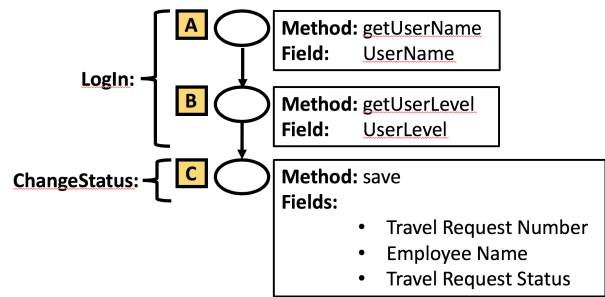 A
Method: getUserName
Field: UserName
LogIn:
B
Method: getUserLevel
Field: UserLevel
ChangeStatus:
C
Method: save
Fields:
• Travel Request Number
• Employee Name
• Travel Request Status